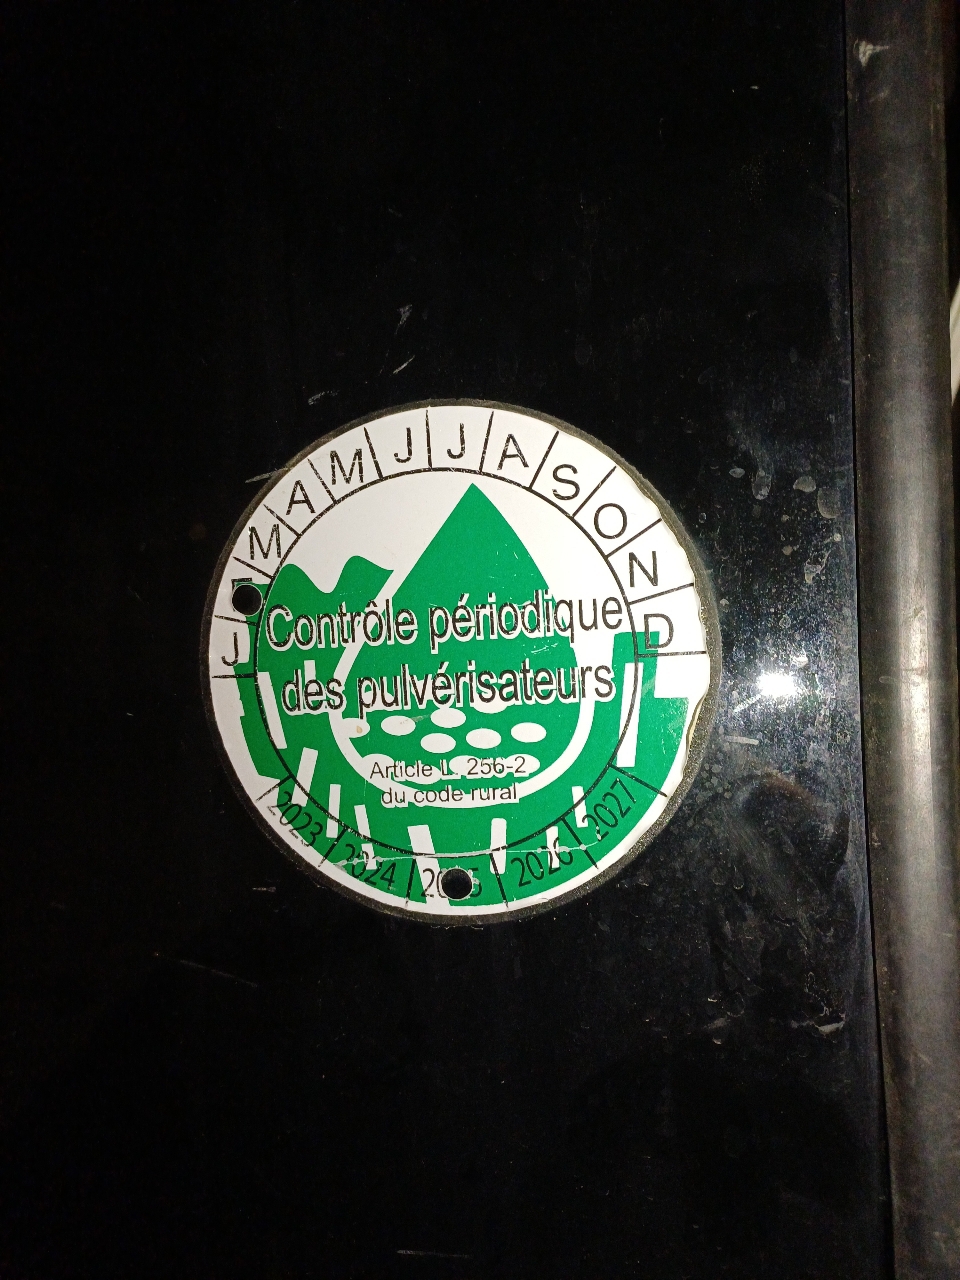 J F M A M J J A S O N D
Contrôle périodique
des pulvérisateurs
Article L. 256-2
du code rural
2023 2024 2025 2026 2027